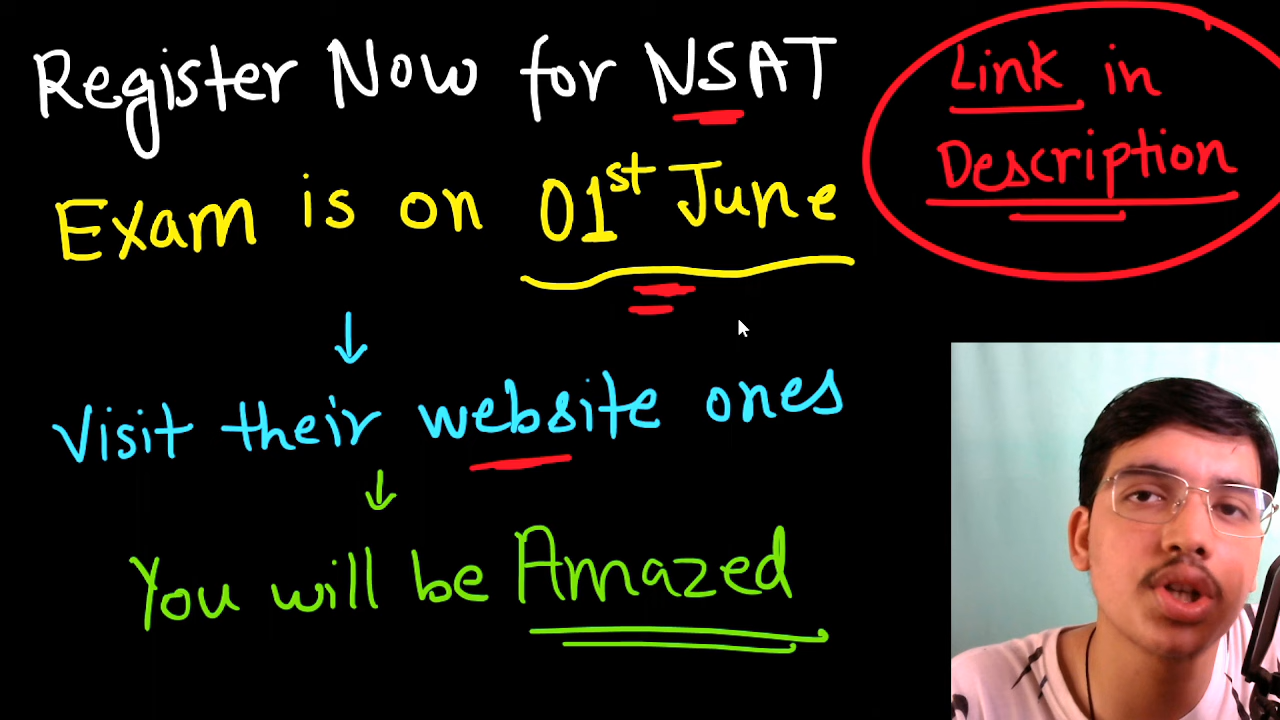 Register Now for NSAT
Exam is on 01st June
Visit their website ones
You will be Amazed
Link in
Description